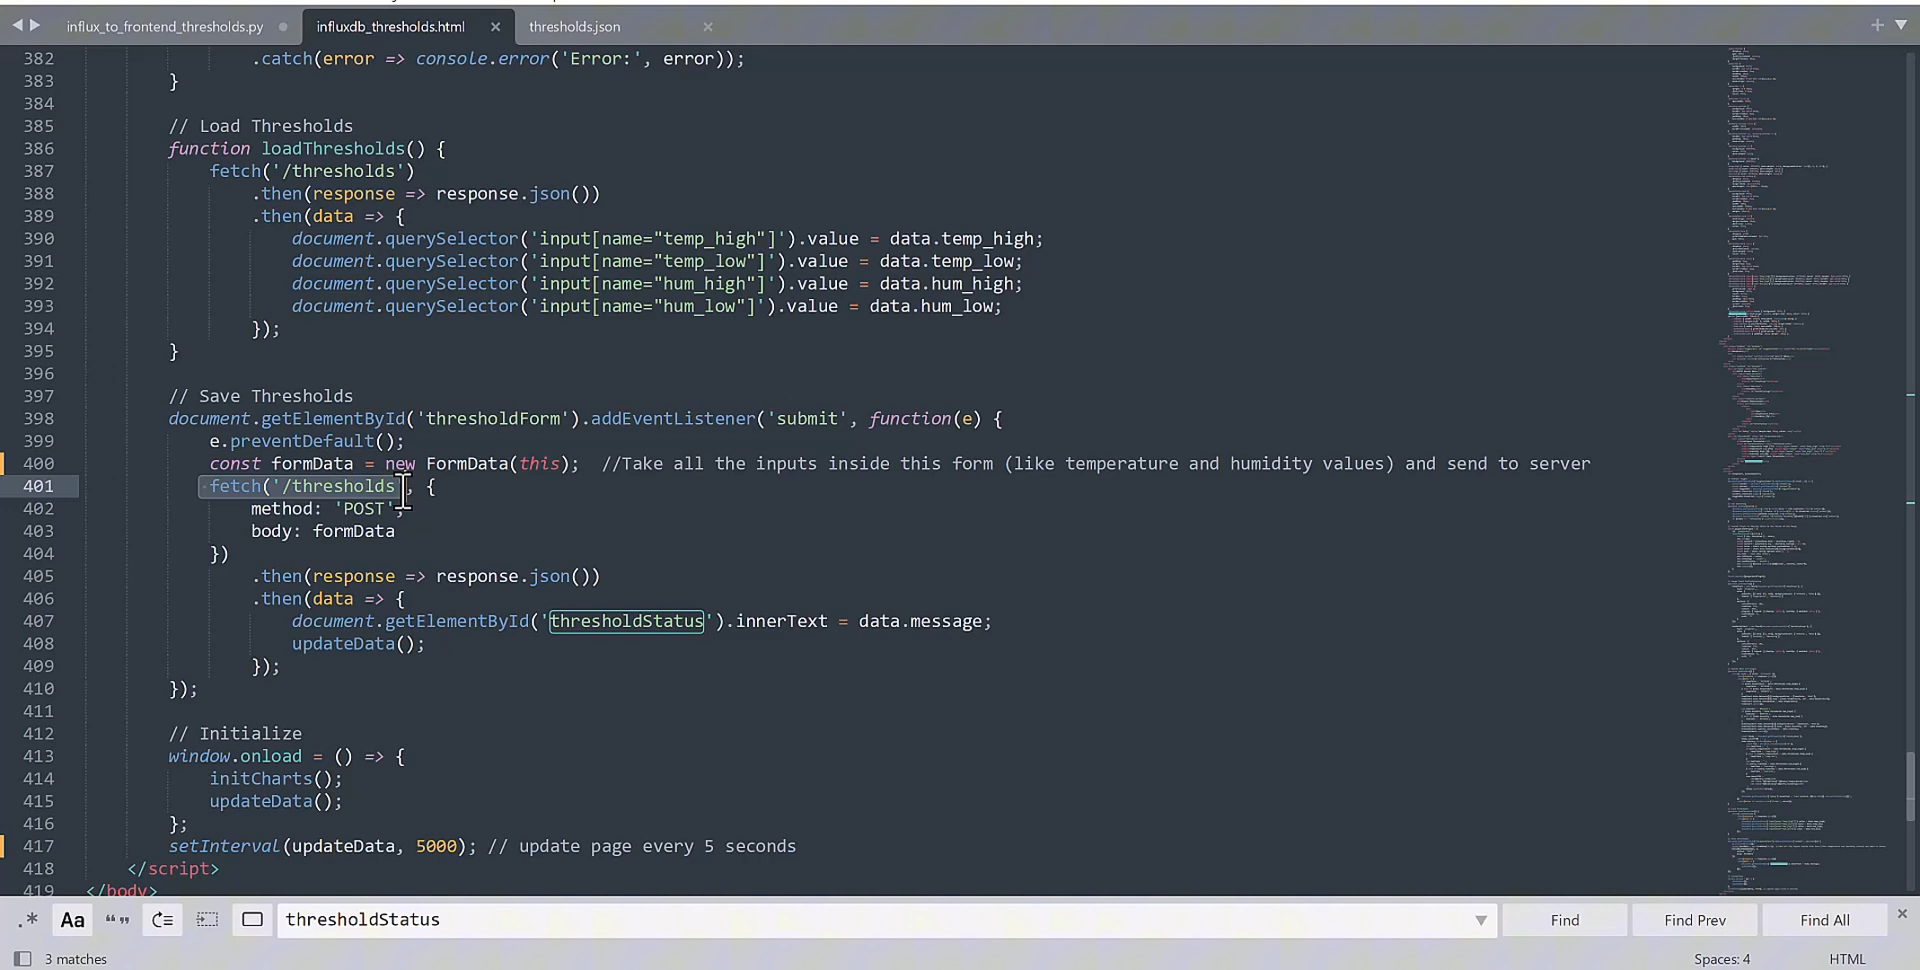 influx_to_frontend_thresholds.py
influxdb_thresholds.html
thresholds.json
382 .catch(error => console.error('Error:', error));
383 }
384
385 // Load Thresholds
386 function loadThresholds() {
387 fetch('/thresholds')
388 .then(response => response.json())
389 .then(data => {
390 document.querySelector('input[name="temp_high"]').value = data.temp_high;
391 document.querySelector('input[name="temp_low"]').value = data.temp_low;
392 document.querySelector('input[name="hum_high"]').value = data.hum_high;
393 document.querySelector('input[name="hum_low"]').value = data.hum_low;
394 });
395 }
396
397 // Save Thresholds
398 document.getElementById('thresholdForm').addEventListener('submit', function(e) {
399 e.preventDefault();
400 const formData = new FormData(this); //Take all the inputs inside this form (like temperature and humidity values) and send to server
401 fetch('/thresholds', {
402 method: 'POST',
403 body: formData
404 })
405 .then(response => response.json())
406 .then(data => {
407 document.getElementById('thresholdStatus').innerText = data.message;
408 updateData();
409 });
410 });
411
412 // Initialize
413 window.onload = () => {
414 initCharts();
415 updateData();
416 };
417 setInterval(updateData, 5000); // update page every 5 seconds
418 </script>
419 </body>
.* Aa “” thresholdStatus Find Find Prev Find All
3 matches Spaces: 4 HTML